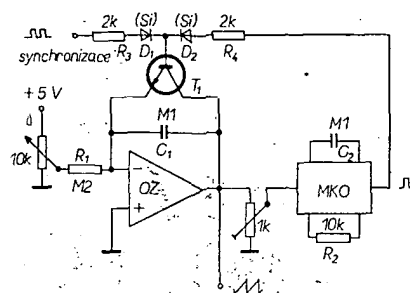 2k (Si) (Si) 2k
synchronizace R3 D1 D2 R4
T1
+5 V
M1
C1
10k R1
M2
OZ
-
+
1k
M1
C2
MKO
10k
R2